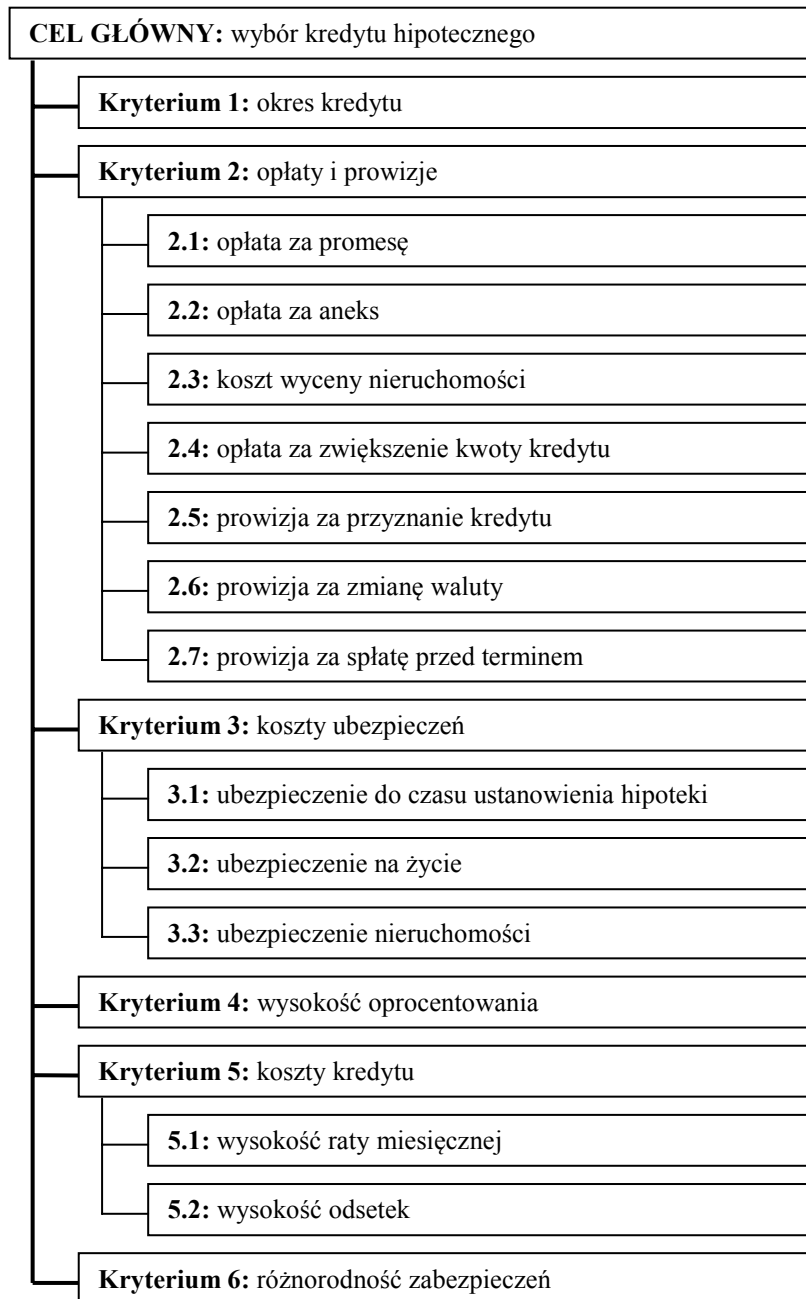 CEL GŁÓWNY: wybór kredytu hipotecznego
Kryterium 1: okres kredytu
Kryterium 2: opłaty i prowizje
2.1: opłata za promesę
2.2: opłata za aneks
2.3: koszt wyceny nieruchomości
2.4: opłata za zwiększenie kwoty kredytu
2.5: prowizja za przyznanie kredytu
2.6: prowizja za zmianę waluty
2.7: prowizja za spłatę przed terminem
Kryterium 3: koszty ubezpieczeń
3.1: ubezpieczenie do czasu ustanowienia hipoteki
3.2: ubezpieczenie na życie
3.3: ubezpieczenie nieruchomości
Kryterium 4: wysokość oprocentowania
Kryterium 5: koszty kredytu
5.1: wysokość raty miesięcznej
5.2: wysokość odsetek
Kryterium 6: różnorodność zabezpieczeń